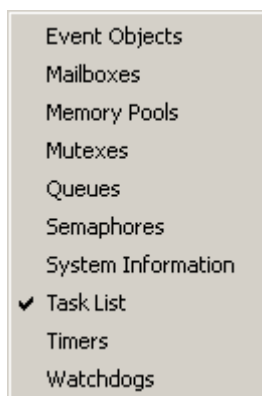 Event Objects
Mailboxes
Memory Pools
Mutexes
Queues
Semaphores
System Information
Task List
Timers
Watchdogs